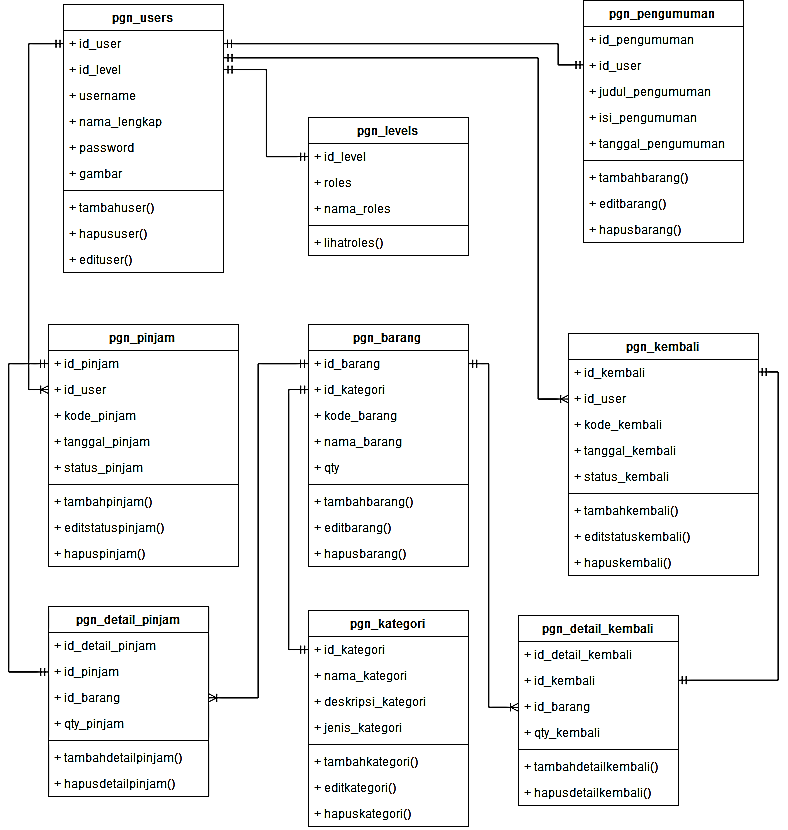 pgn_users
+ id_user
+ id_level
+ username
+ nama_lengkap
+ password
+ gambar
+ tambahuser()
+ hapususer()
+ edituser()
pgn_levels
+ id_level
+ roles
+ nama_roles
+ lihatroles()
pgn_pengumuman
+ id_pengumuman
+ id_user
+ judul_pengumuman
+ isi_pengumuman
+ tanggal_pengumuman
+ tambahbarang()
+ editbarang()
+ hapusbarang()
pgn_pinjam
+ id_pinjam
+ id_user
+ kode_pinjam
+ tanggal_pinjam
+ status_pinjam
+ tambahpinjam()
+ editstatuspinjam()
+ hapuspinjam()
pgn_barang
+ id_barang
+ id_kategori
+ kode_barang
+ nama_barang
+ qty
+ tambahbarang()
+ editbarang()
+ hapusbarang()
pgn_kembali
+ id_kembali
+ id_user
+ kode_kembali
+ tanggal_kembali
+ status_kembali
+ tambahkembali()
+ editstatuskembali()
+ hapuskembali()
pgn_detail_pinjam
+ id_detail_pinjam
+ id_pinjam
+ id_barang
+ qty_pinjam
+ tambahdetailpinjam()
+ hapusdetailpinjam()
pgn_kategori
+ id_kategori
+ nama_kategori
+ deskripsi_kategori
+ jenis_kategori
+ tambahkategori()
+ editkategori()
+ hapuskategori()
pgn_detail_kembali
+ id_detail_kembali
+ id_kembali
+ id_barang
+ qty_kembali
+ tambahdetailkembali()
+ hapusdetailkembali()